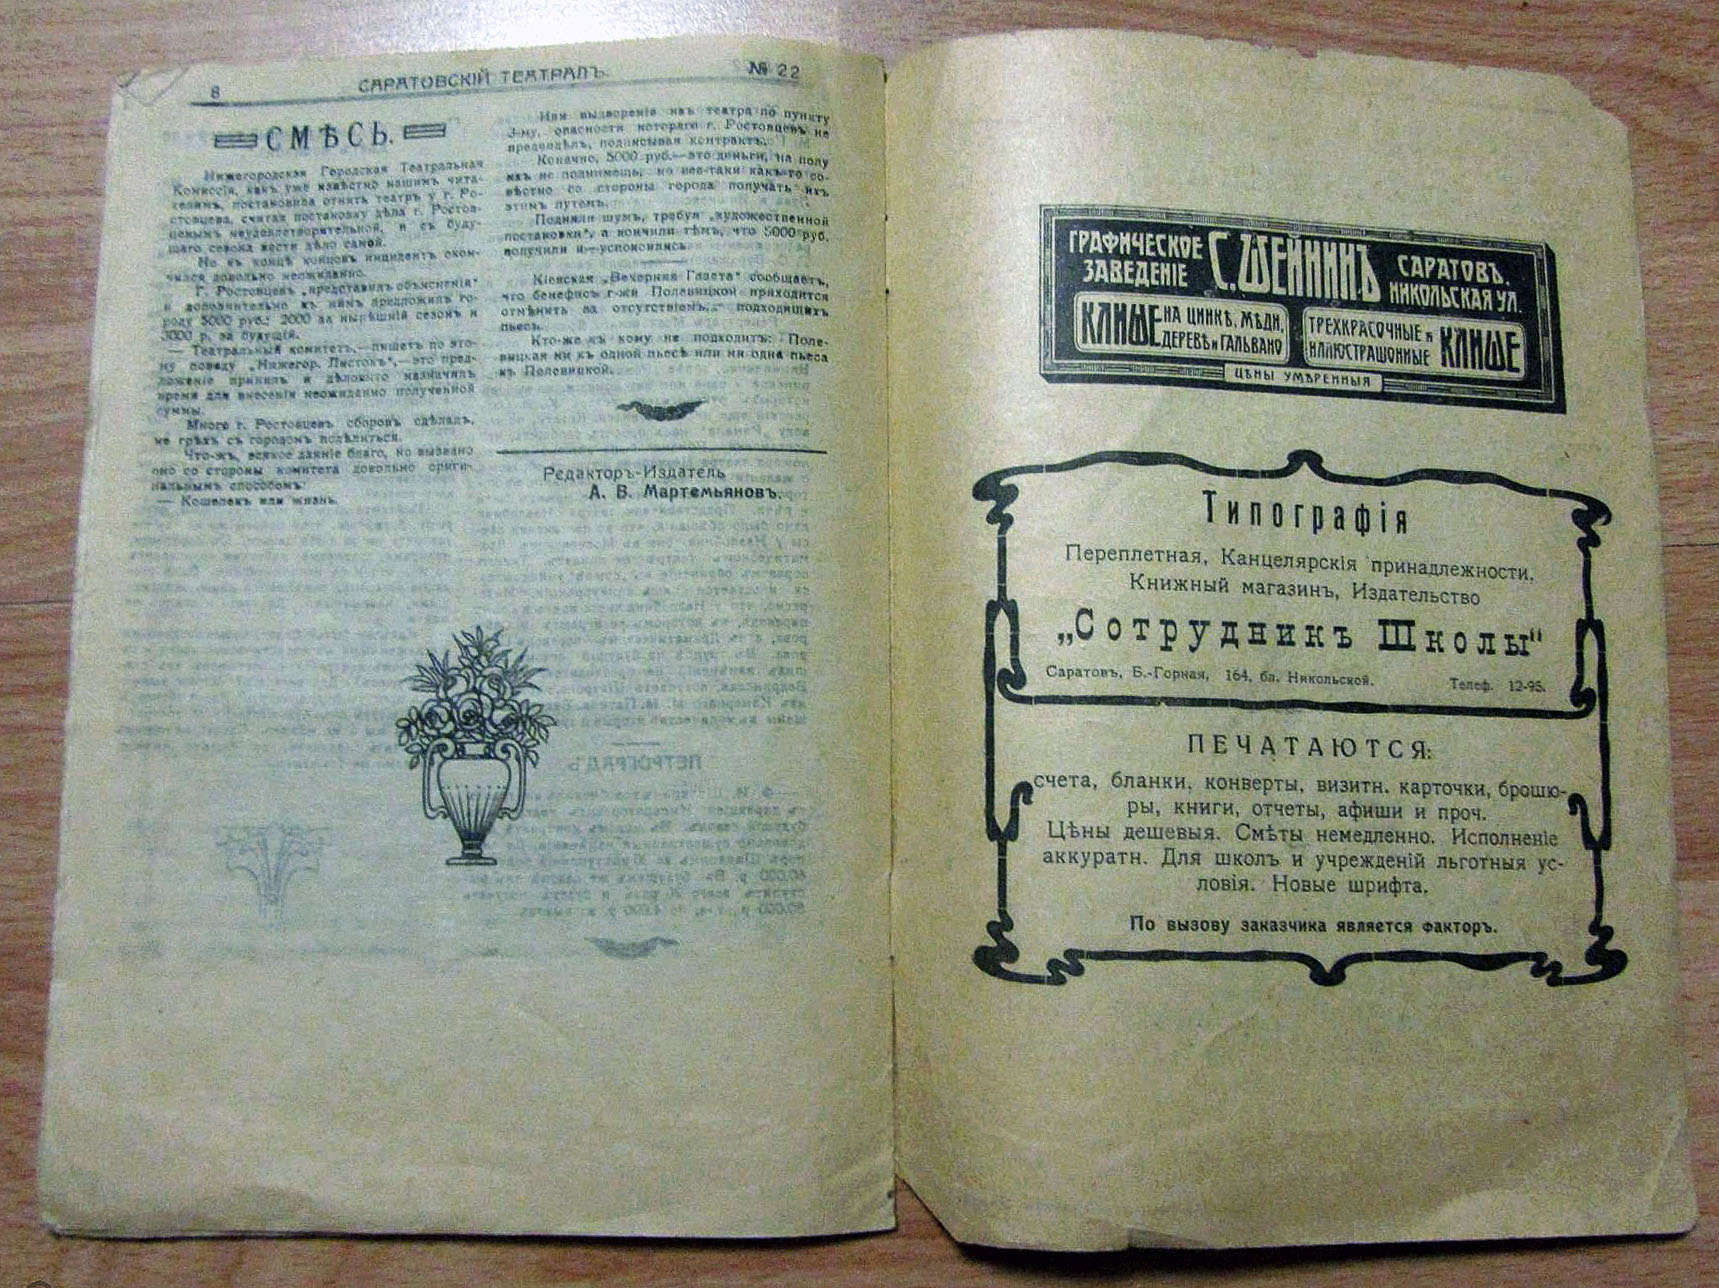 8
САРАТОВСКІЙ ТЕАТРАЛЪ.
№ 22
СМѢСЬ.
Нижегородская Городская Театральная
Комиссія, какъ уже извѣстно нашимъ чита-
телямъ, постановила отнять театръ у г. Ро-
стовцева, считая постановку дѣла г. Ростов-
цевымъ неудовлетворительной, и съ буду-
щаго сезона вести дѣло самой.
Но въ концѣ концовъ инцидентъ окон-
чился довольно неожиданно.
Г. Ростовцевъ „представилъ объясненія“
и дополнительно къ нимъ предложилъ го-
роду 5000 руб.: 2000 за нынѣшній сезонъ и
3000 р. за будущій.
— Театральный комитетъ,—пишетъ по это-
му поводу „Нижегор. Листокъ“,—это пред-
ложеніе принялъ и дѣловито назначилъ
время для внесенія неожиданно полученной
суммы.
Много г. Ростовцевъ сборовъ сдѣлалъ,
не грѣхъ съ городомъ подѣлиться.
Что-жъ, всякое даяніе благо, но вызвано
оно со стороны комитета довольно ориги-
нальнымъ способомъ:
— Кошелекъ или жизнь.
Или выдвореніе изъ театра по пункту
3-му, опасности котораго г. Ростовцевъ не
предвидѣлъ, подписывая контрактъ.
Конечно, 5000 руб.—это деньги, на полу
ихъ не поднимешь, но все-таки какъ-то со-
вѣстно со стороны города получать ихъ
этимъ путемъ.
Подняли шумъ, требуя „художественной
постановки“, а кончили тѣмъ, что 5000 руб.
получили и—успокоились.
Кіевская „Вечерняя Газета“ сообщаетъ,
что бенефисъ г-жи Полевицкой приходится
отмѣнить за отсутствіемъ... подходящихъ
пьесъ.
Кто-же къ кому не подходитъ: Поле-
вицкая ни къ одной пьесѣ или ни одна пьеса
къ Полевицкой.
Редакторъ-Издатель
А. В. Мартемьяновъ.
ГРАФИЧЕСКОЕ ЗАВЕДЕНІЕ
С. ШЕЙНИНЪ
САРАТОВЪ, НИКОЛЬСКАЯ УЛ.
КЛИШЕ НА ЦИНКѢ, МѢДИ, ДЕРЕВѢ и ГАЛЬВАНО
ТРЕХКРАСОЧНЫЕ и ИЛЛЮСТРАЦIОННЫЕ КЛИШЕ
ЦѢНЫ УМѢРЕННЫЯ
Типографія
Переплетная, Канцелярскія принадлежности,
Книжный магазинъ, Издательство
„Сотрудникъ Школы“
Саратовъ, Б.-Горная, 164, бл. Никольской. Телеф. 12-95.
ПЕЧАТАЮТСЯ:
счета, бланки, конверты, визитн. карточки, брошю-
ры, книги, отчеты, афиши и проч.
Цѣны дешевыя. Смѣты немедленно. Исполненіе
аккуратн. Для школъ и учрежденій льготныя ус-
ловія. Новые шрифта.
По вызову заказчика является факторъ.